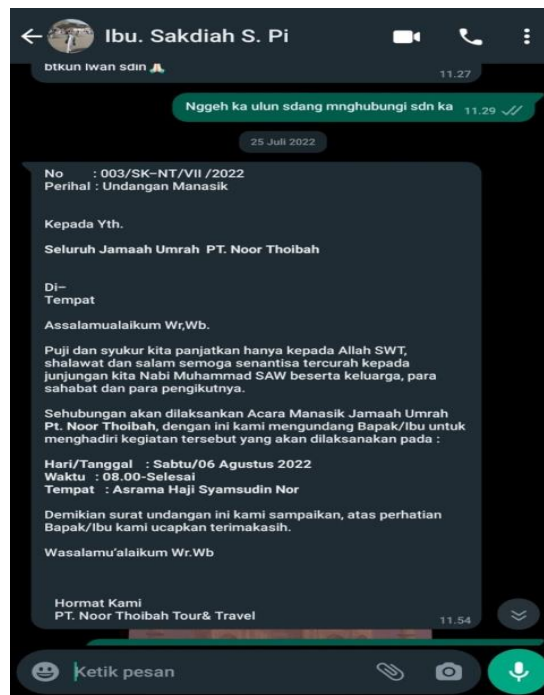 Ibu. Sakdiah S. Pi
btkun Iwan sdin 🙏🏻
11.27
Nggeh ka ulun sdang mnghubungi sdn ka 11.29
25 Juli 2022
No : 003/SK-NT/VII /2022
Perihal : Undangan Manasik
Kepada Yth.
Seluruh Jamaah Umrah PT. Noor Thoibah
Di-
Tempat
Assalamualaikum Wr,Wb.
Puji dan syukur kita panjatkan hanya kepada Allah SWT,
shalawat dan salam semoga senantisa tercurah kepada
junjungan kita Nabi Muhammad SAW beserta keluarga, para
sahabat dan para pengikutnya.
Sehubungan akan dilaksankan Acara Manasik Jamaah Umrah
Pt. Noor Thoibah, dengan ini kami mengundang Bapak/Ibu untuk
menghadiri kegiatan tersebut yang akan dilaksanakan pada :
Hari/Tanggal : Sabtu/06 Agustus 2022
Waktu : 08.00-Selesai
Tempat : Asrama Haji Syamsudin Nor
Demikian surat undangan ini kami sampaikan, atas perhatian
Bapak/Ibu kami ucapkan terimakasih.
Wasalamu'alaikum Wr.Wb
Hormat Kami
PT. Noor Thoibah Tour& Travel
11.54
Ketik pesan